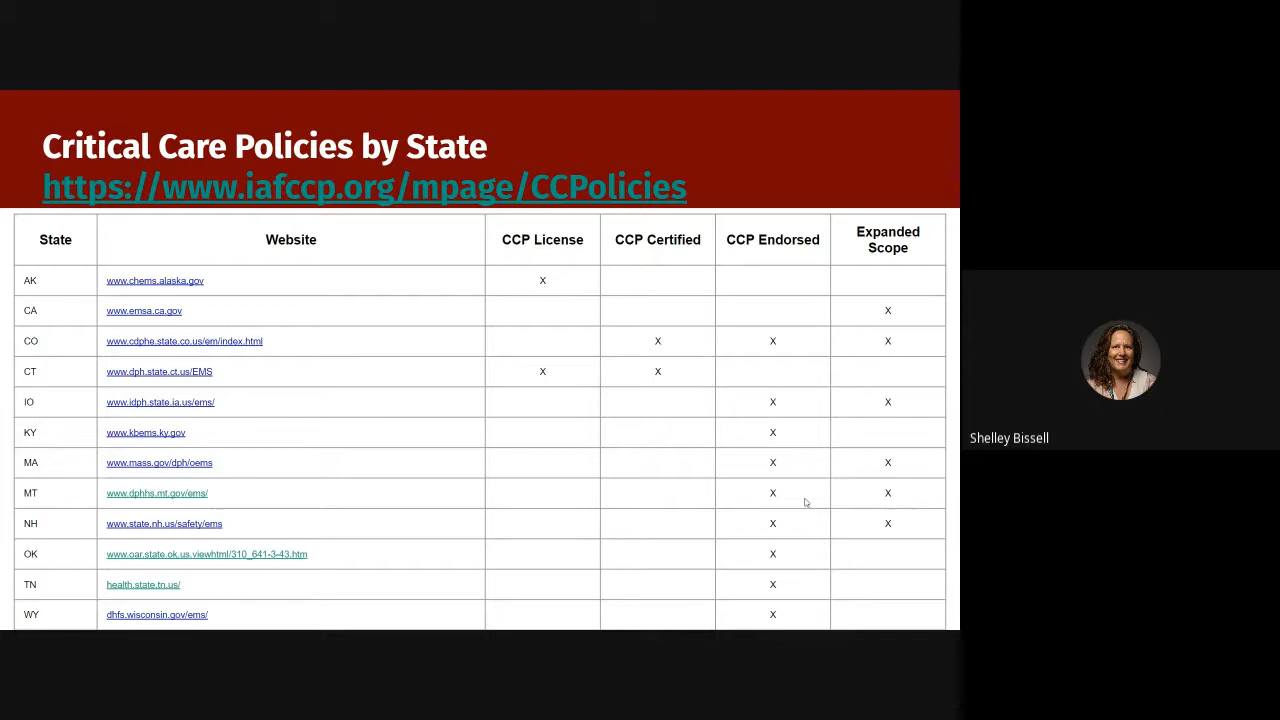 Critical Care Policies by State
https://www.iafccp.org/mpage/CCPolicies
State Website CCP License CCP Certified CCP Endorsed Expanded Scope
AK www.chems.alaska.gov X
CA www.emsa.ca.gov X
CO www.cdphe.state.co.us/em/index.html X X X
CT www.dph.state.ct.us/EMS X X
IO www.idph.state.ia.us/ems/ X X
KY www.kbems.ky.gov X
MA www.mass.gov/dph/oems X X
MT www.dphhs.mt.gov/ems/ X X
NH www.state.nh.us/safety/ems X X
OK www.oar.state.ok.us.viewhtml/310_641-3-43.htm X
TN health.state.tn.us/ X
WY dhfs.wisconsin.gov/ems/ X
Shelley Bissell